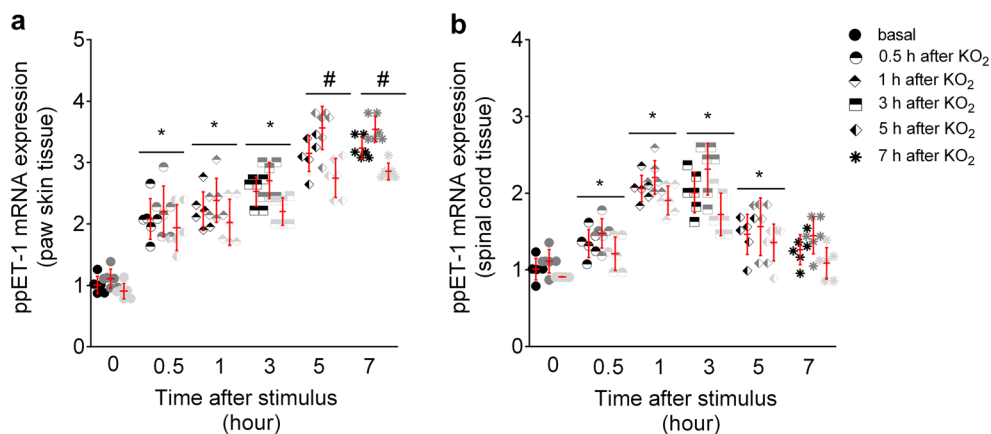 a
ppET-1 mRNA expression
(paw skin tissue)
5
4
3
2
1
0
*
*
*
#
#
0
0.5
1
3
5
7
Time after stimulus
(hour)
b
ppET-1 mRNA expression
(spinal cord tissue)
4
3
2
1
0
*
*
*
*
0
0.5
1
3
5
7
Time after stimulus
(hour)
basal
0.5 h after KO₂
1 h after KO₂
3 h after KO₂
5 h after KO₂
7 h after KO₂